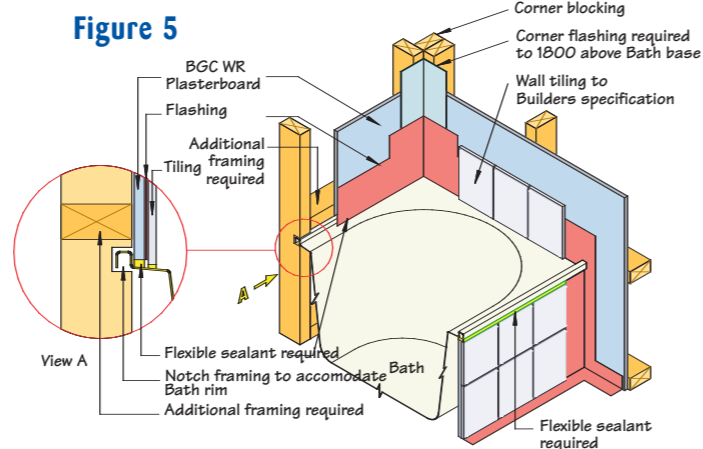 Figure 5
Corner blocking
Corner flashing required
to 1800 above Bath base
BGC WR
Plasterboard
Wall tiling to
Builders specification
Flashing
Additional
framing
required
Tiling
A
View A
Flexible sealant required
Notch framing to accomodate
Bath rim
Additional framing required
Bath
Flexible sealant
required